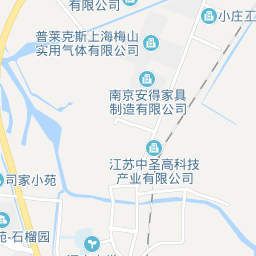 有限公司
小庄工
普莱克斯上海梅山
实用气体有限公司
南京安得家具
制造有限公司
江苏中圣高科技
产业有限公司
司家小苑
苑-石榴园